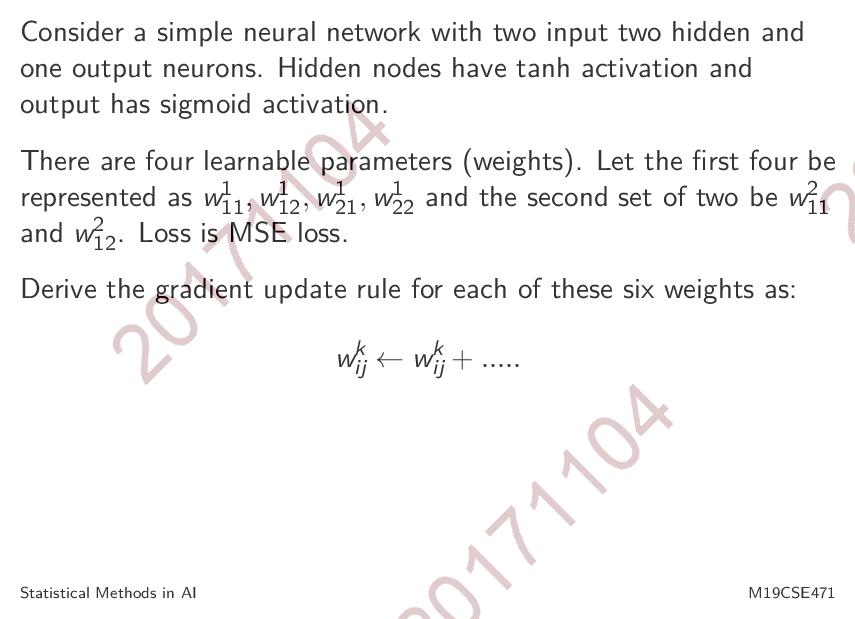 Consider a simple neural network with two input two hidden and
one output neurons. Hidden nodes have tanh activation and
output has sigmoid activation.
There are four learnable parameters (weights). Let the first four be
represented as w^1_{11}, w^1_{12}, w^1_{21}, w^1_{22} and the second set of two be w^2_{11}
and w^2_{12}. Loss is MSE loss.
Derive the gradient update rule for each of these six weights as:
w^k_{ij} ← w^k_{ij} + .....
20171104
20171104
Statistical Methods in AI
M19CSE471